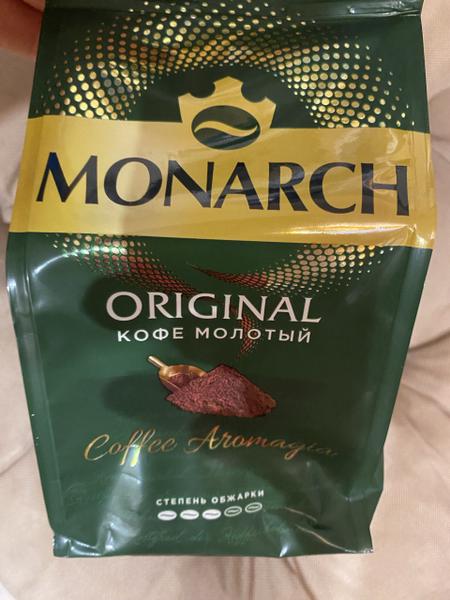 MONARCH
ORIGINAL
КОФЕ МОЛОТЫЙ
Coffee Aromagia
СТЕПЕНЬ ОБЖАРКИ